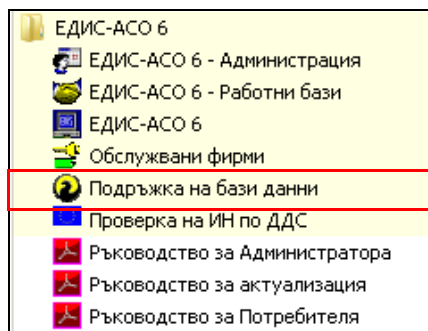 ЕДИС-АСО 6
ЕДИС-АСО 6 - Администрация
ЕДИС-АСО 6 - Работни бази
ЕДИС-АСО 6
Обслужвани фирми
Подръжка на бази данни
Проверка на ИН по ДДС
Ръководство за Администратора
Ръководство за актуализация
Ръководство за Потребителя